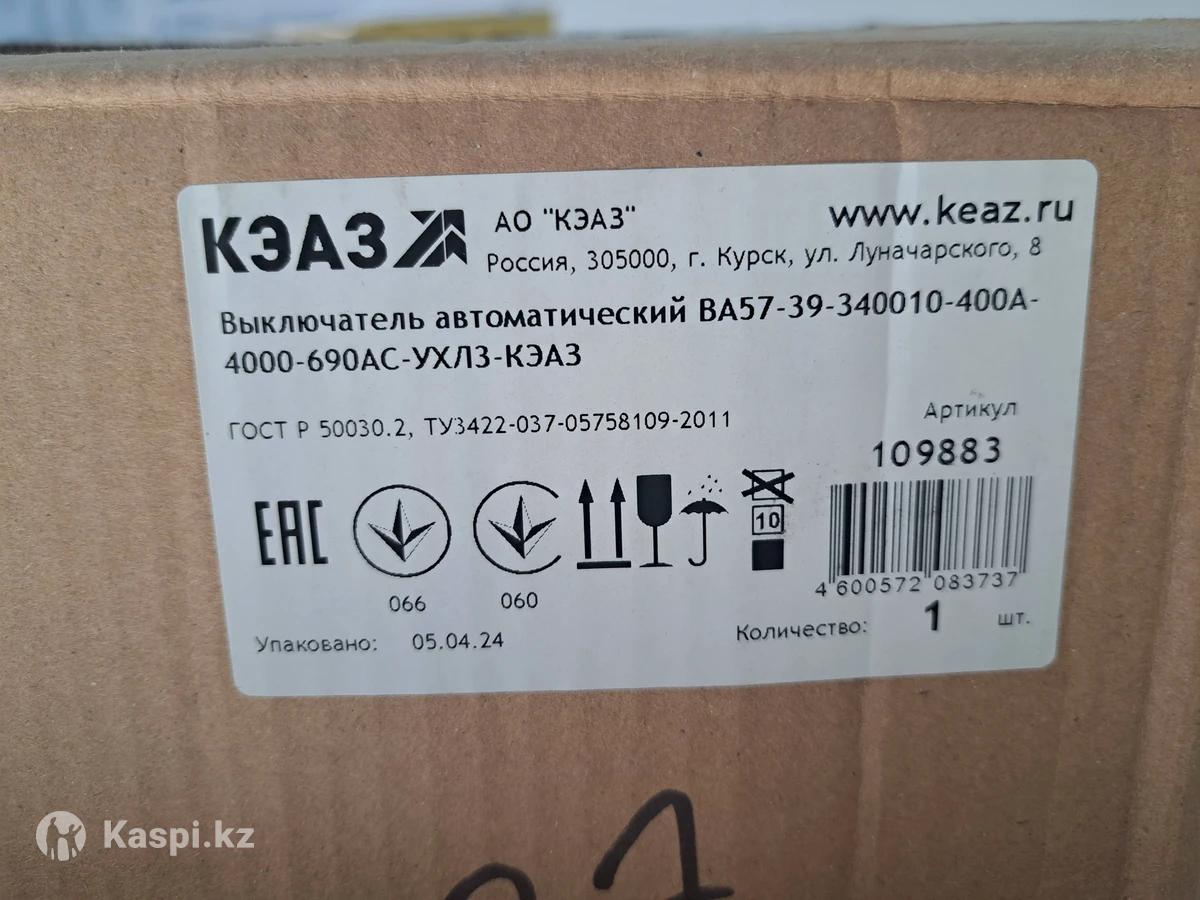 КЭАЗ
АО "КЭАЗ"
www.keaz.ru
Россия, 305000, г. Курск, ул. Луначарского, 8
Выключатель автоматический ВА57-39-340010-400А-
4000-690АС-УХЛ3-КЭАЗ
ГОСТ Р 50030.2, ТУ3422-037-05758109-2011
Артикул
109883
ЕАС
10
4600572 083737
066
060
Упаковано: 05.04.24
Количество: 1 шт.
Kaspi.kz